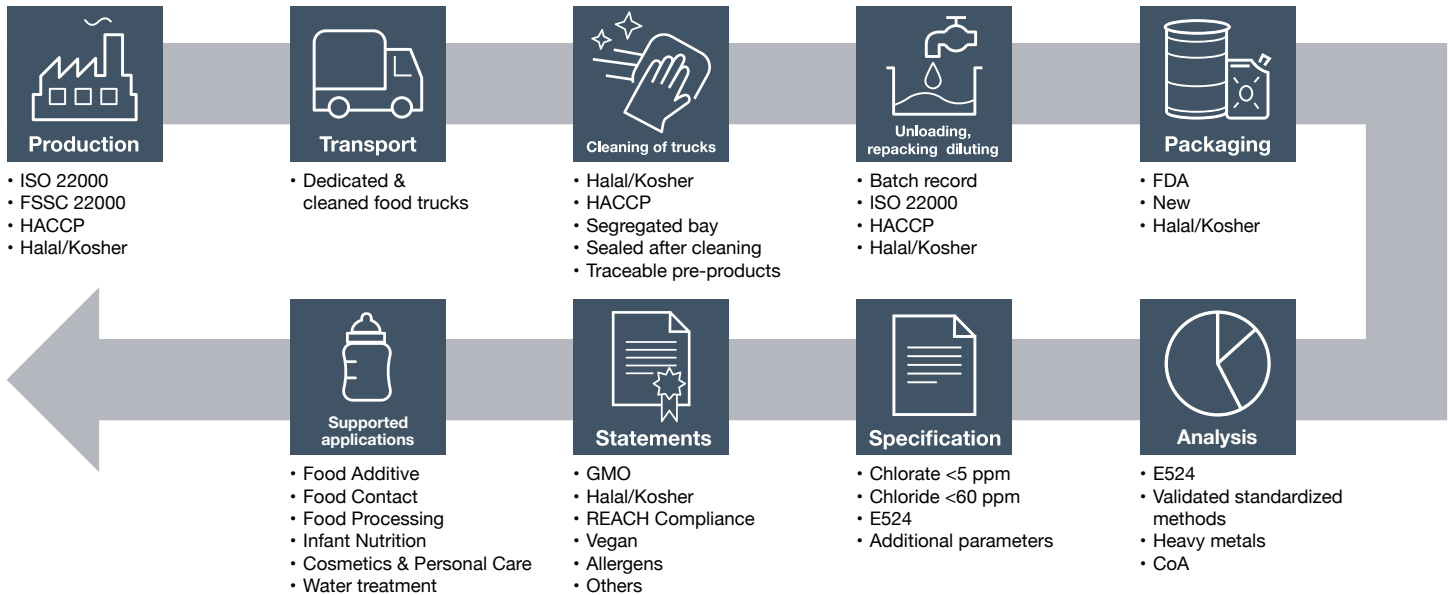 Production
• ISO 22000
• FSSC 22000
• HACCP
• Halal/Kosher
Transport
• Dedicated &
cleaned food trucks
Cleaning of trucks
• Halal/Kosher
• HACCP
• Segregated bay
• Sealed after cleaning
• Traceable pre-products
Unloading,
repacking diluting
• Batch record
• ISO 22000
• HACCP
• Halal/Kosher
Packaging
• FDA
• New
• Halal/Kosher
Analysis
• E524
• Validated standardized
methods
• Heavy metals
• CoA
Specification
• Chlorate <5 ppm
• Chloride <60 ppm
• E524
• Additional parameters
Statements
• GMO
• Halal/Kosher
• REACH Compliance
• Vegan
• Allergens
• Others
Supported
applications
• Food Additive
• Food Contact
• Food Processing
• Infant Nutrition
• Cosmetics & Personal Care
• Water treatment